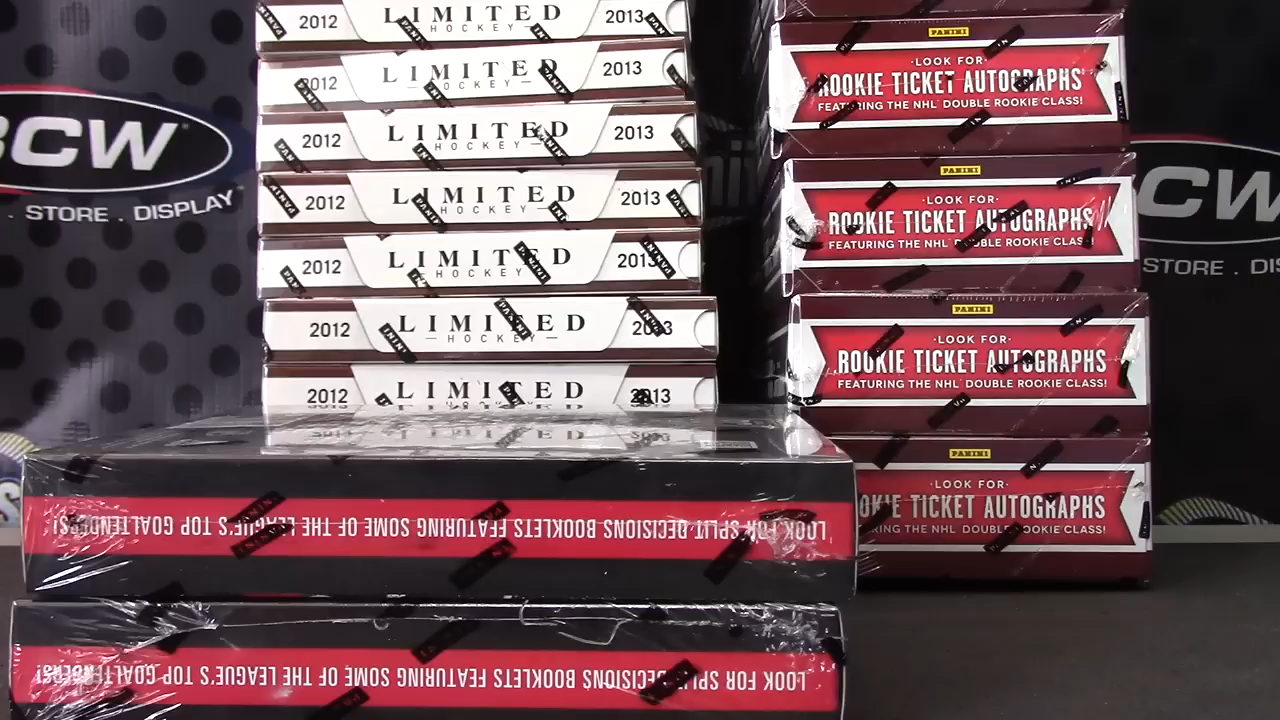 2012 LIMITED 2013
HOCKEY
2012 LIMITED 2013
HOCKEY
2012 LIMITED 2013
HOCKEY
2012 LIMITED 2013
HOCKEY
2012 LIMITED 2013
HOCKEY
2012 LIMITED 2013
HOCKEY
2012 LIMITED 2013
BCW
. STORE . DISPLAY
PANINI
·LOOK FOR·
ROOKIE TICKET AUTOGRAPHS
FEATURING THE NHL DOUBLE ROOKIE CLASS!
PANINI
·LOOK FOR·
ROOKIE TICKET AUTOGRAPHS
FEATURING THE NHL DOUBLE ROOKIE CLASS!
PANINI
·LOOK FOR·
ROOKIE TICKET AUTOGRAPHS
FEATURING THE NHL DOUBLE ROOKIE CLASS!
PANINI
·LOOK FOR·
OKIE TICKET AUTOGRAPHS
RING THE NHL DOUBLE ROOKIE CLASS!
CW
STORE . DIS
LOOK FOR SPLIT-DECISIONS BOOKLETS FEATURING SOME OF THE LEAGUE'S TOP GOALTENDERS!
LOOK FOR SPLIT-DECISIONS BOOKLETS FEATURING SOME OF THE LEAGUE'S TOP GOALTENDERS!